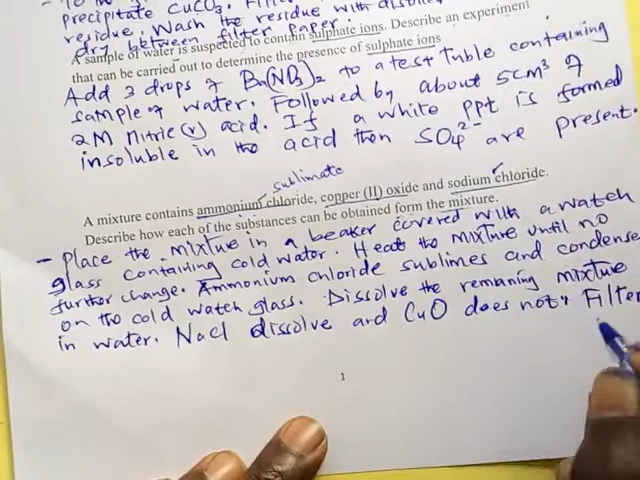 - To the
precipitate CuCO3. Filter
residue. Wash the residue with distilled
dry between filter paper.
A sample of water is suspected to contain sulphate ions. Describe an experiment
that can be carried out to determine the presence of sulphate ions
Add 3 drops of Ba(NO3)2 to a test tube containing
sample of water. Followed by about 5cm3 of
2M Nitric(v) acid. If a white ppt is formed
insoluble in the acid then SO4 2- are present.
sublimate
A mixture contains ammonium chloride, copper (II) oxide and sodium chloride.
Describe how each of the substances can be obtained form the mixture.
- Place the mixture in a beaker covered with a watch
glass containing cold water. Heat the mixture until no
further change. Ammonium chloride sublimes and condense
on the cold watch glass. Dissolve the remaning mixture
in water. NaCl dissolve and CuO does not. Filter
1